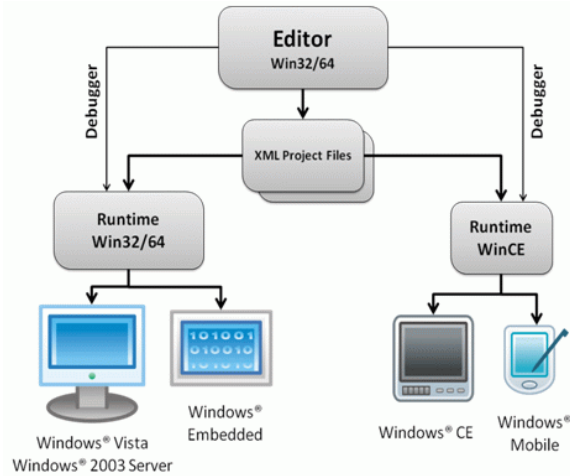 Editor
Win32/64
Debugger
Debugger
XML Project Files
Runtime
Win32/64
Runtime
WinCE
101001
010010
101
Windows® Vista
Windows® 2003 Server
Windows®
Embedded
Windows® CE
Windows®
Mobile